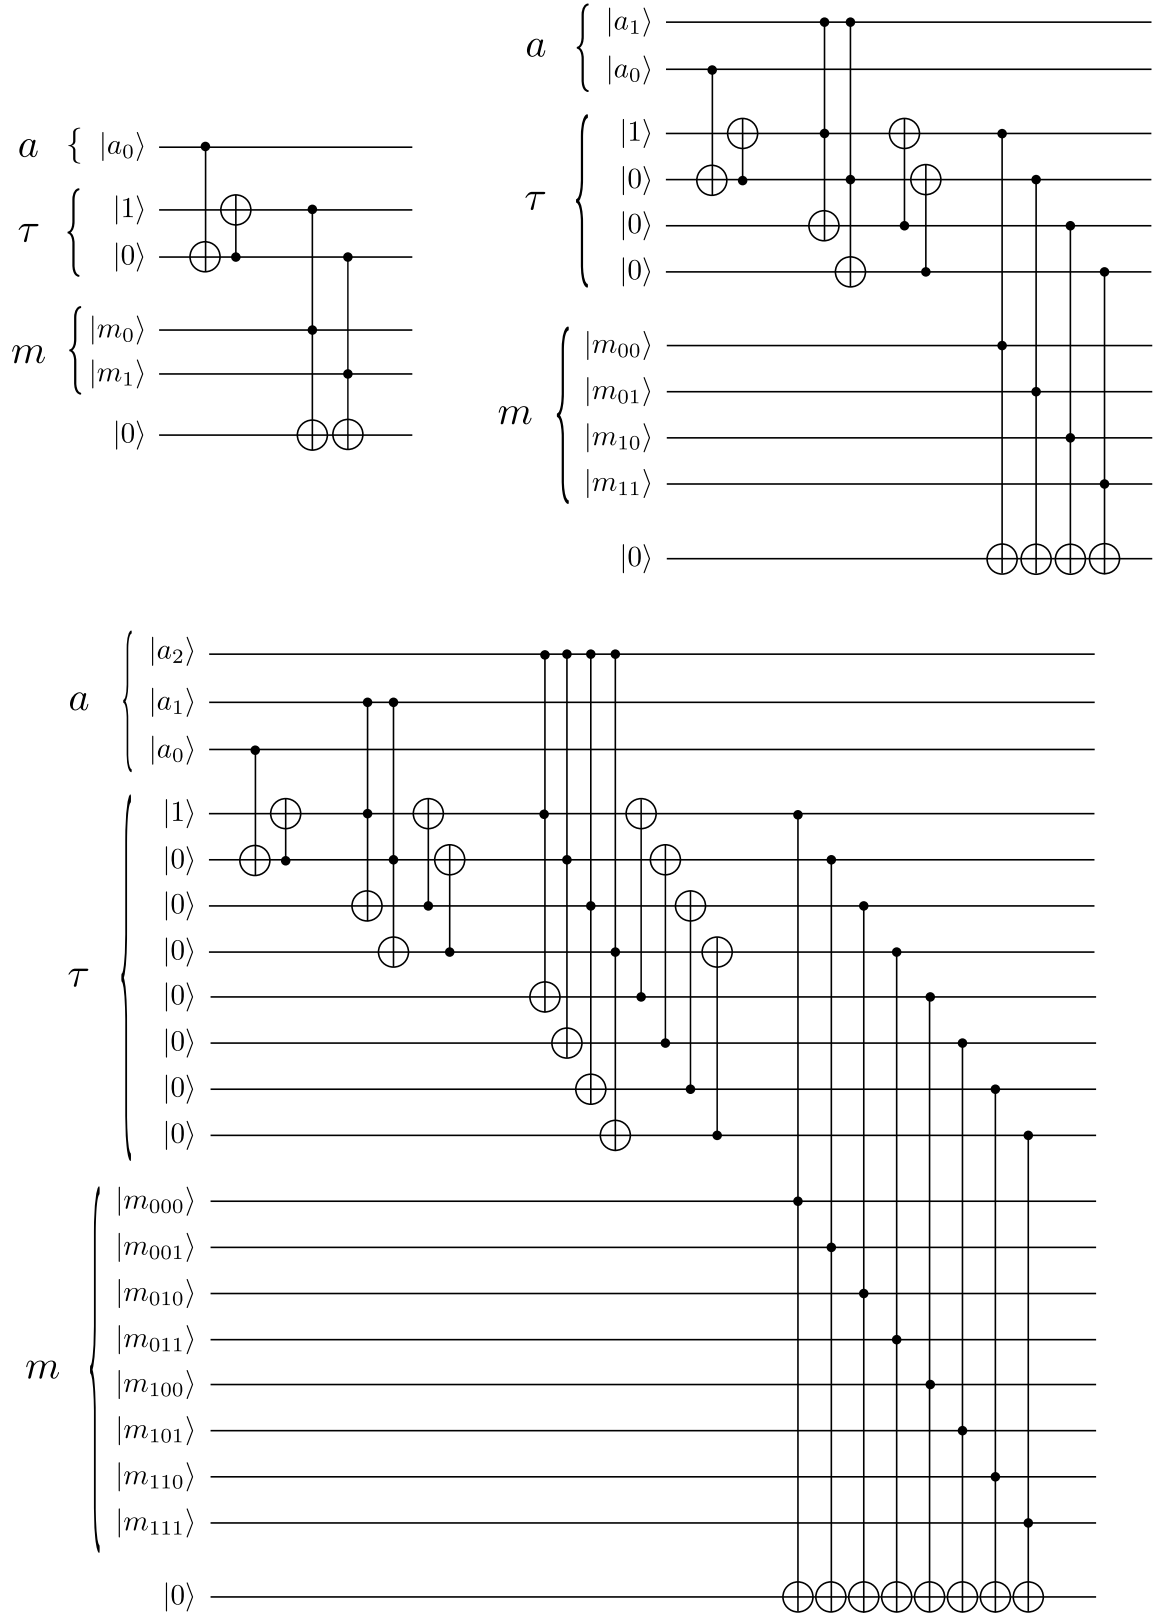 a { |a₀⟩
τ { |1⟩
|0⟩
m { |m₀⟩
|m₁⟩
|0⟩
a { |a₁⟩
|a₀⟩
τ { |1⟩
|0⟩
|0⟩
|0⟩
m { |m₀₀⟩
|m₀₁⟩
|m₁₀⟩
|m₁₁⟩
|0⟩
a { |a₂⟩
|a₁⟩
|a₀⟩
τ { |1⟩
|0⟩
|0⟩
|0⟩
|0⟩
|0⟩
|0⟩
|0⟩
m { |m₀₀₀⟩
|m₀₀₁⟩
|m₀₁₀⟩
|m₀₁₁⟩
|m₁₀₀⟩
|m₁₀₁⟩
|m₁₁₀⟩
|m₁₁₁⟩
|0⟩